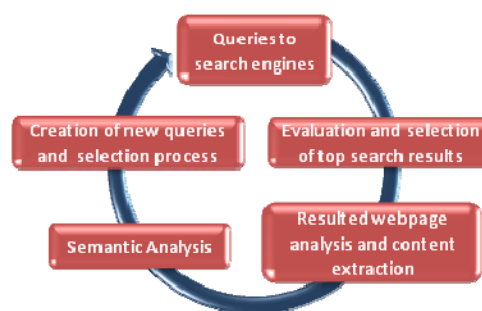 Queries to
search engines
Evaluation and selection
of top search results
Resulted webpage
analysis and content
extraction
Semantic Analysis
Creation of new queries
and selection process